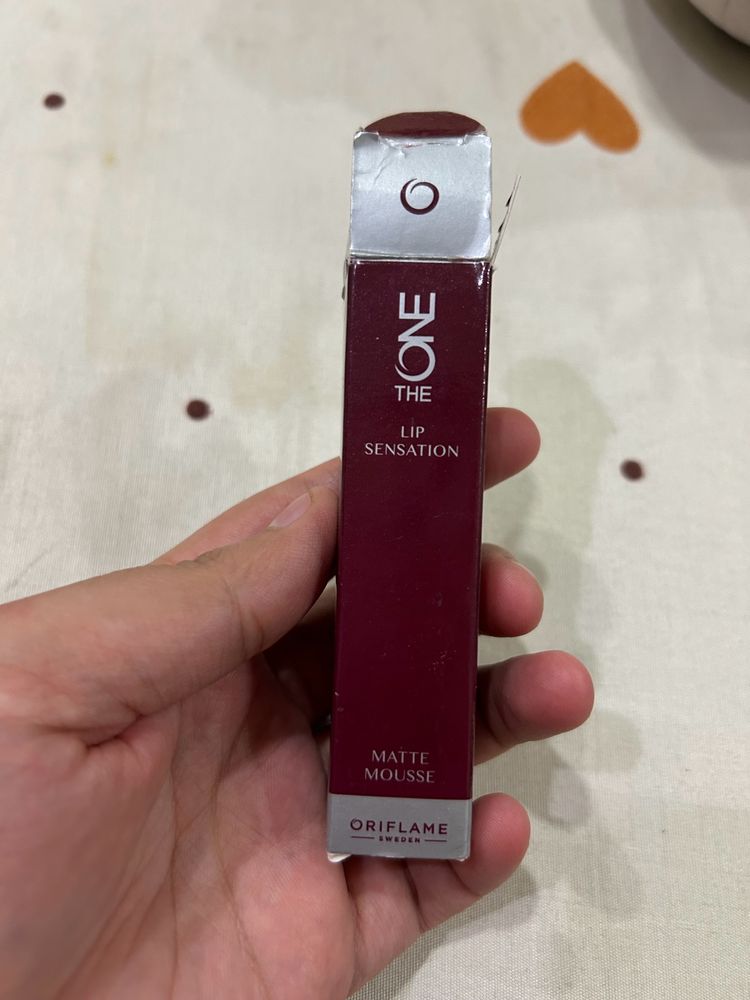 THE ONE
LIP
SENSATION
MATTE
MOUSSE
ORIFLAME
SWEDEN